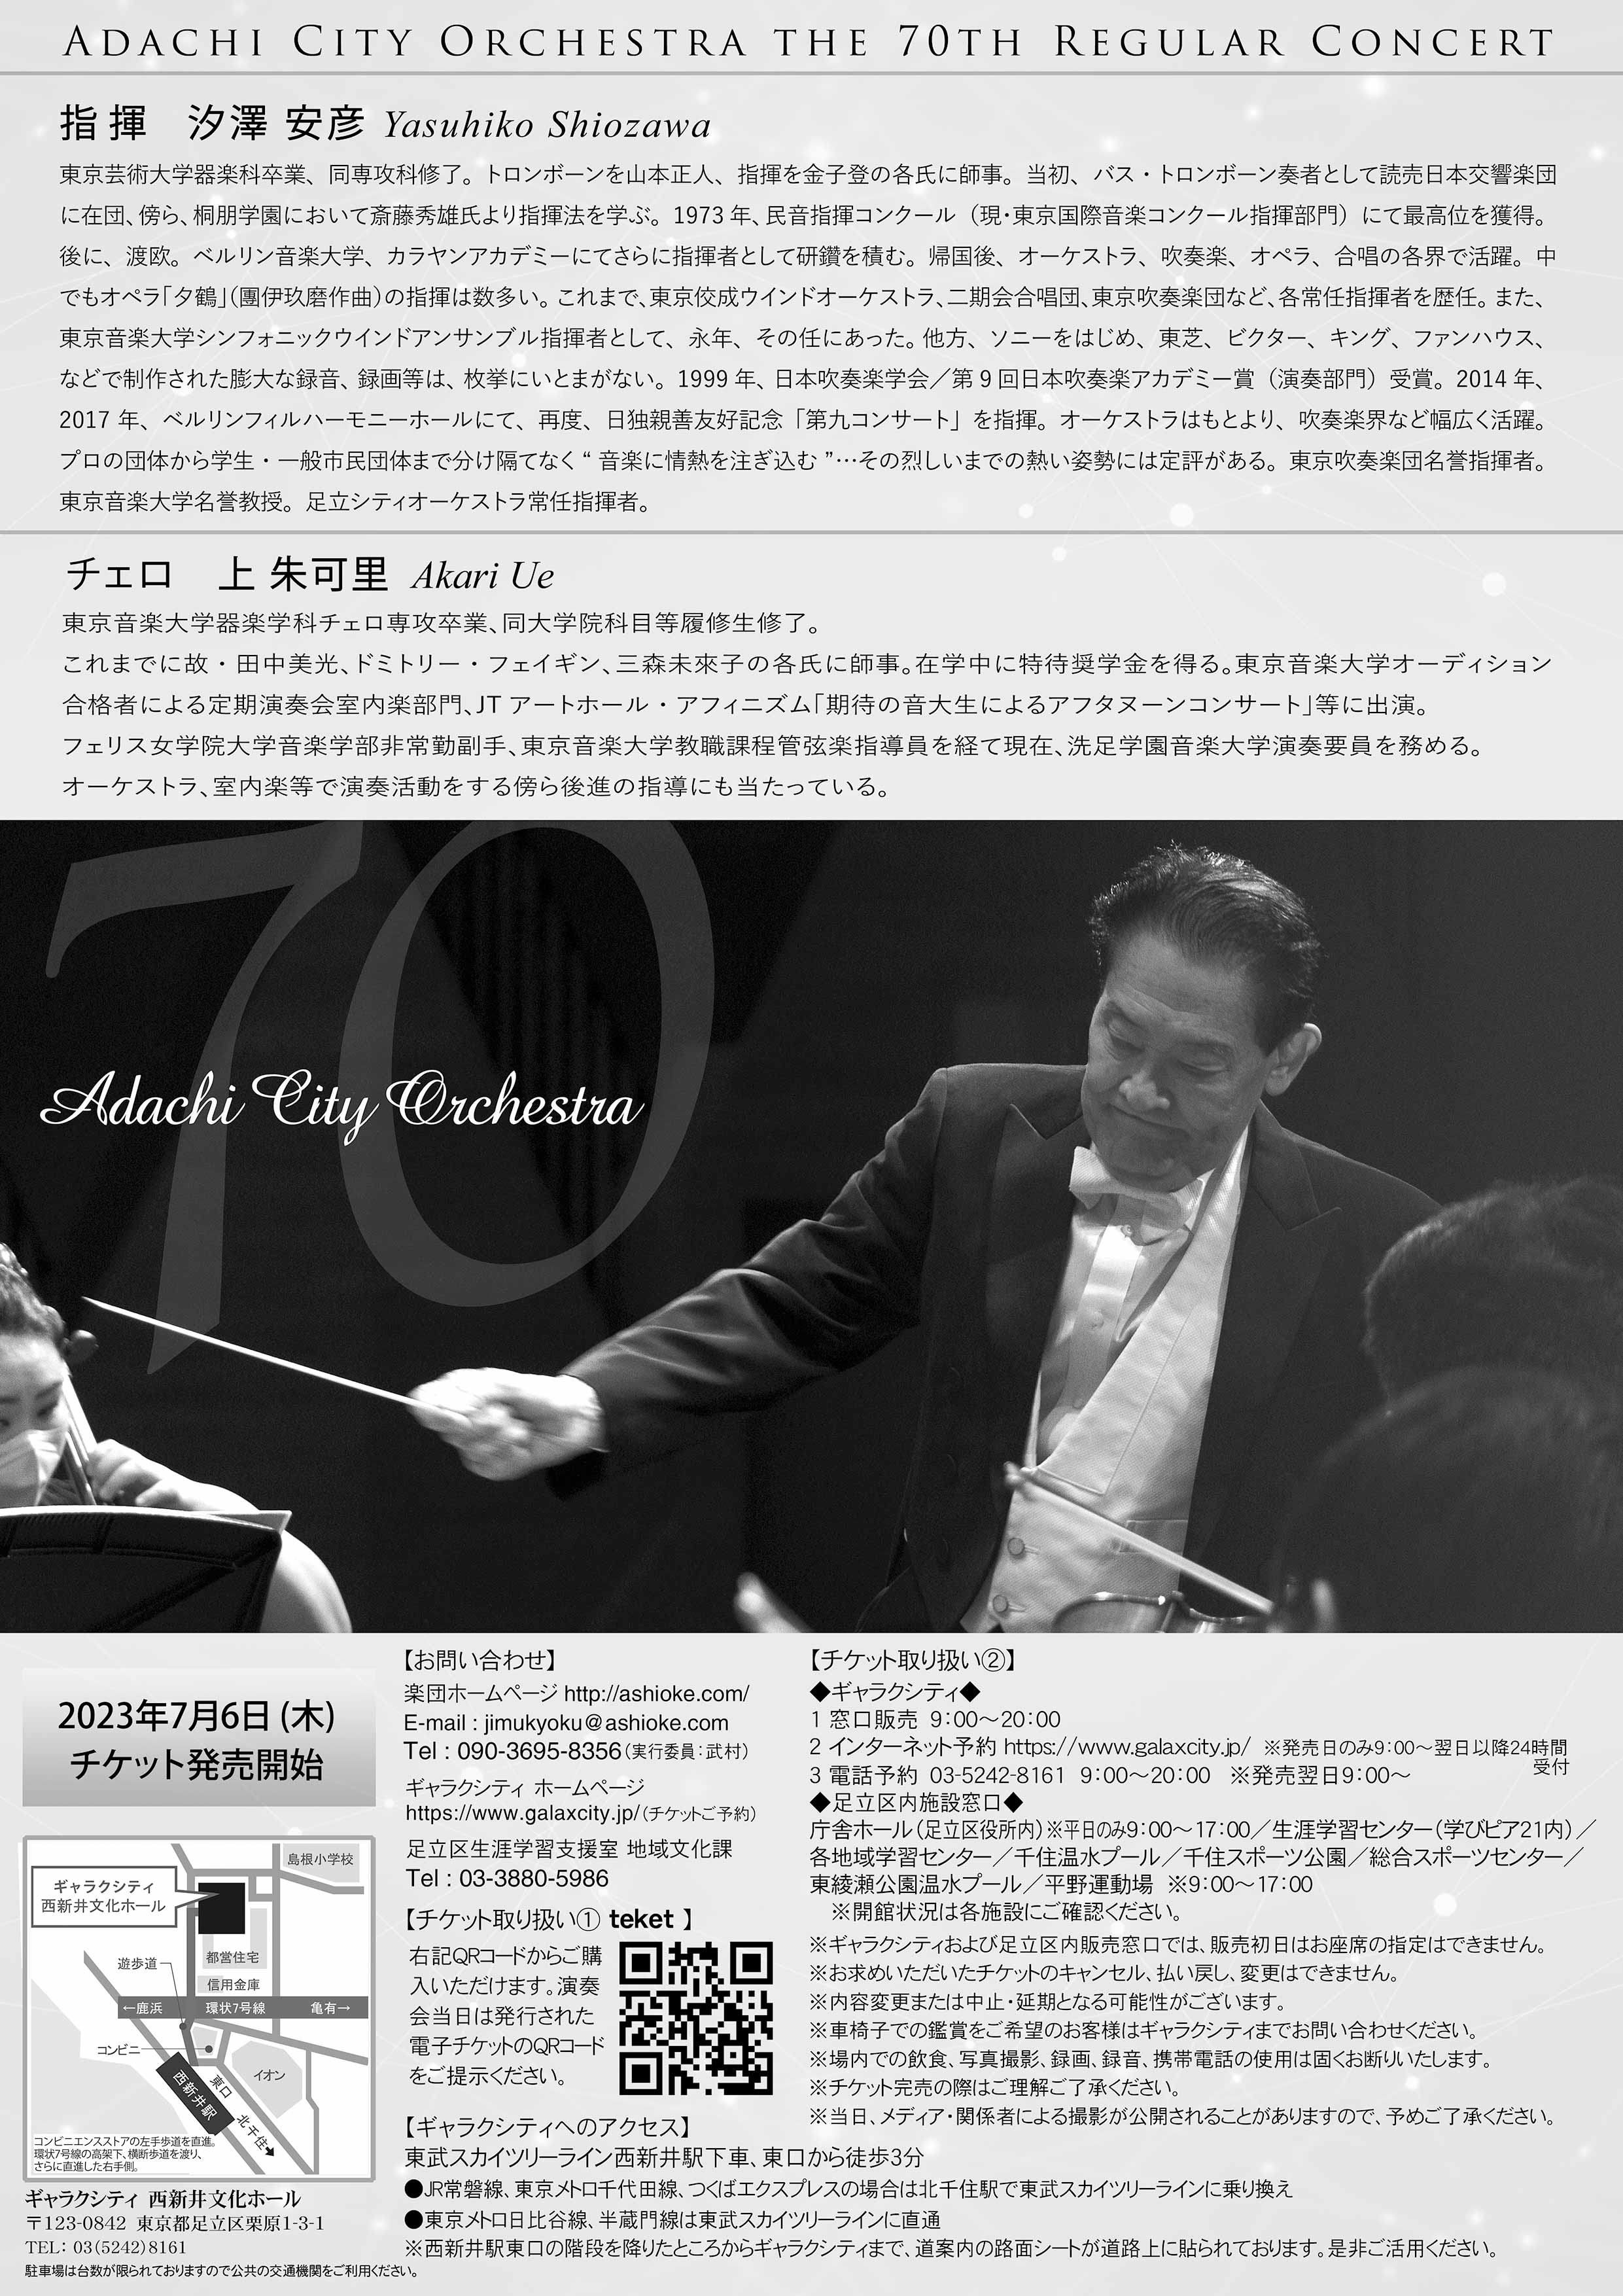 ADACHI CITY ORCHESTRA THE 70TH REGULAR CONCERT
指揮　汐澤 安彦 Yasuhiko Shiozawa
東京芸術大学器楽科卒業、同専攻科修了。トロンボーンを山本正人、指揮を金子登の各氏に師事。当初、バス・トロンボーン奏者として読売日本交響楽団
に在団、傍ら、桐朋学園において斎藤秀雄氏より指揮法を学ぶ。1973 年、民音指揮コンクール（現・東京国際音楽コンクール指揮部門）にて最高位を獲得。
後に、渡欧。ベルリン音楽大学、カラヤンアカデミーにてさらに指揮者として研鑽を積む。帰国後、オーケストラ、吹奏楽、オペラ、合唱の各界で活躍。中
でもオペラ「夕鶴」（團伊玖磨作曲）の指揮は数多い。これまで、東京佼成ウインドオーケストラ、二期会合唱団、東京吹奏楽団など、各常任指揮者を歴任。また、
東京音楽大学シンフォニックウインドアンサンブル指揮者として、永年、その任にあった。他方、ソニーをはじめ、東芝、ビクター、キング、ファンハウス、
などで制作された膨大な録音、録画等は、枚挙にいとまがない。1999 年、日本吹奏楽学会／第 9 回日本吹奏楽アカデミー賞（演奏部門）受賞。2014 年、
2017 年、ベルリンフィルハーモニーホールにて、再度、日独親善友好記念「第九コンサート」を指揮。オーケストラはもとより、吹奏楽界など幅広く活躍。
プロの団体から学生・一般市民団体まで分け隔てなく “ 音楽に情熱を注ぎ込む ”…その烈しいまでの熱い姿勢には定評がある。東京吹奏楽団名誉指揮者。
東京音楽大学名誉教授。足立シティオーケストラ常任指揮者。
チェロ　上 朱可里 Akari Ue
東京音楽大学器楽学科チェロ専攻卒業、同大学院科目等履修生修了。
これまでに故・田中美光、ドミトリー・フェイギン、三森未來子の各氏に師事。在学中に特待奨学金を得る。東京音楽大学オーディション
合格者による定期演奏会室内楽部門、JT アートホール・アフィニズム「期待の音大生によるアフタヌーンコンサート」等に出演。
フェリス女学院大学音楽学部非常勤副手、東京音楽大学教職課程管弦楽指導員を経て現在、洗足学園音楽大学演奏要員を務める。
オーケストラ、室内楽等で演奏活動をする傍ら後進の指導にも当たっている。
70
Adachi City Orchestra
2023年7月6日 (木)
チケット発売開始
島根小学校
ギャラクシティ
西新井文化ホール
都営住宅
遊歩道
信用金庫
←鹿浜　環状7号線　亀有→
コンビニ
イオン
東口
西新井駅
北千住
コンビニエンスストアの左手歩道を直進。
環状7号線の高架下、横断歩道を渡り、
さらに直進した右手側。
ギャラクシティ 西新井文化ホール
〒123-0842 東京都足立区栗原1-3-1
TEL: 03(5242)8161
駐車場は台数が限られておりますので公共の交通機関をご利用ください。
【お問い合わせ】
楽団ホームページ http://ashioke.com/
E-mail : jimukyoku@ashioke.com
Tel : 090-3695-8356（実行委員：武村）
ギャラクシティ ホームページ
https://www.galaxcity.jp/（チケットご予約）
足立区生涯学習支援室 地域文化課
Tel : 03-3880-5986
【チケット取り扱い① teket 】
右記QRコードからご購
入いただけます。演奏
会当日は発行された
電子チケットのQRコード
をご提示ください。
【ギャラクシティへのアクセス】
東武スカイツリーライン西新井駅下車、東口から徒歩3分
●JR常磐線、東京メトロ千代田線、つくばエクスプレスの場合は北千住駅で東武スカイツリーラインに乗り換え
●東京メトロ日比谷線、半蔵門線は東武スカイツリーラインに直通
※西新井駅東口の階段を降りたところからギャラクシティまで、道案内の路面シートが道路上に貼られております。是非ご活用ください。
【チケット取り扱い②】
◆ギャラクシティ◆
1 窓口販売 9：00～20：00
2 インターネット予約 https://www.galaxcity.jp/ ※発売日のみ9：00～翌日以降24時間
受付
3 電話予約 03-5242-8161 9：00～20：00 ※発売翌日9：00～
◆足立区内施設窓口◆
庁舎ホール（足立区役所内）※平日のみ9：00～17：00／生涯学習センター（学びピア21内）／
各地域学習センター／千住温水プール／千住スポーツ公園／総合スポーツセンター／
東綾瀬公園温水プール／平野運動場 ※9：00～17：00
※開館状況は各施設にご確認ください。
※ギャラクシティおよび足立区内販売窓口では、販売初日はお座席の指定はできません。
※お求めいただいたチケットのキャンセル、払い戻し、変更はできません。
※内容変更または中止・延期となる可能性がございます。
※車椅子での鑑賞をご希望のお客様はギャラクシティまでお問い合わせください。
※場内での飲食、写真撮影、録画、録音、携帯電話の使用は固くお断りいたします。
※チケット完売の際はご理解ご了承ください。
※当日、メディア・関係者による撮影が公開されることがありますので、予めご了承ください。